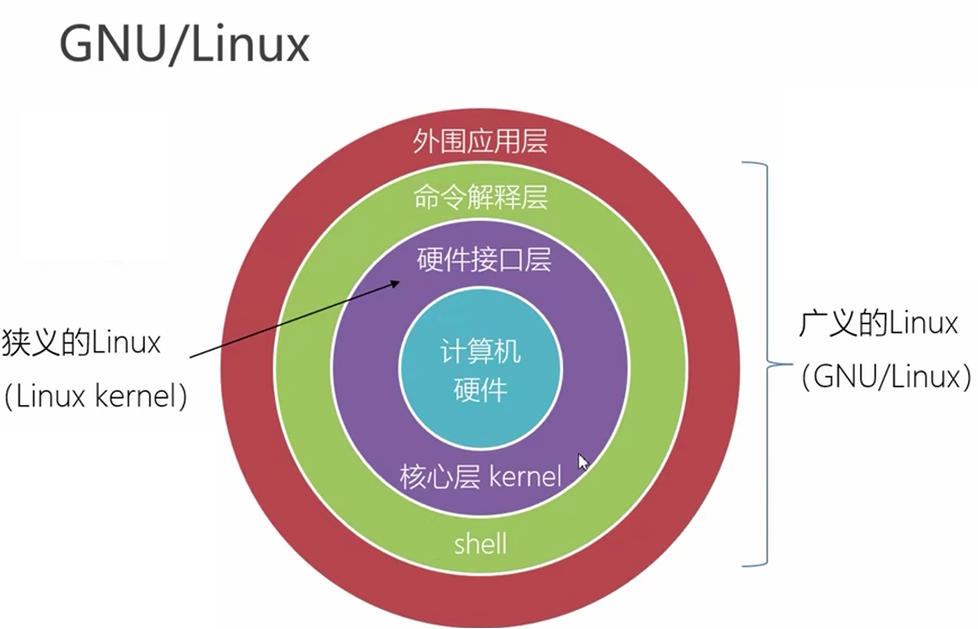 GNU/Linux
外围应用层
命令解释层
硬件接口层
计算机
硬件
核心层 kernel
shell
狭义的Linux
(Linux kernel)
广义的Linux
(GNU/Linux)